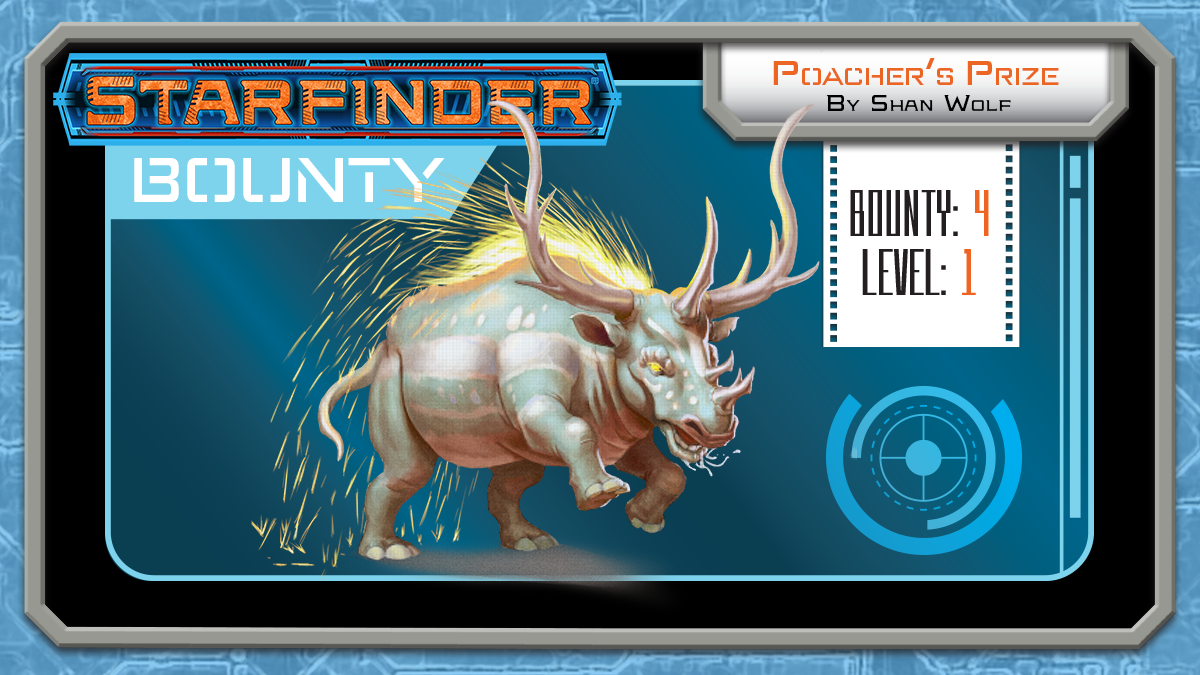 STARFINDER®
BOUNTY
POACHER'S PRIZE
BY SHAN WOLF
BOUNTY: 4
LEVEL: 1